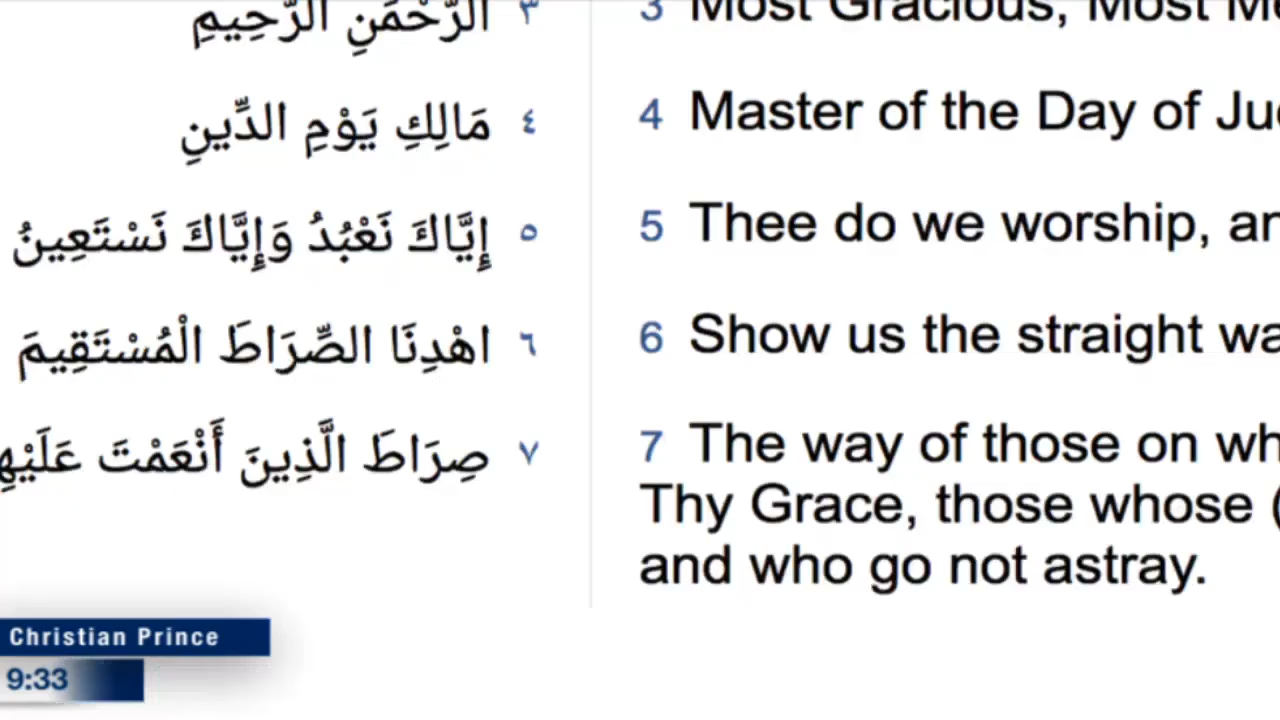 الرَّحْمَٰنِ الرَّحِيمِ ٣
مَالِكِ يَوْمِ الدِّينِ ٤
إِيَّاكَ نَعْبُدُ وَإِيَّاكَ نَسْتَعِينُ ٥
اهْدِنَا الصِّرَاطَ الْمُسْتَقِيمَ ٦
صِرَاطَ الَّذِينَ أَنْعَمْتَ ٧
3 Most Gracious, Most
4 Master of the Day of
5 Thee do we worship,
6 Show us the straight
7 The way of those on
Thy Grace, those whose (
and who go not astray.
Christian Prince
9:33